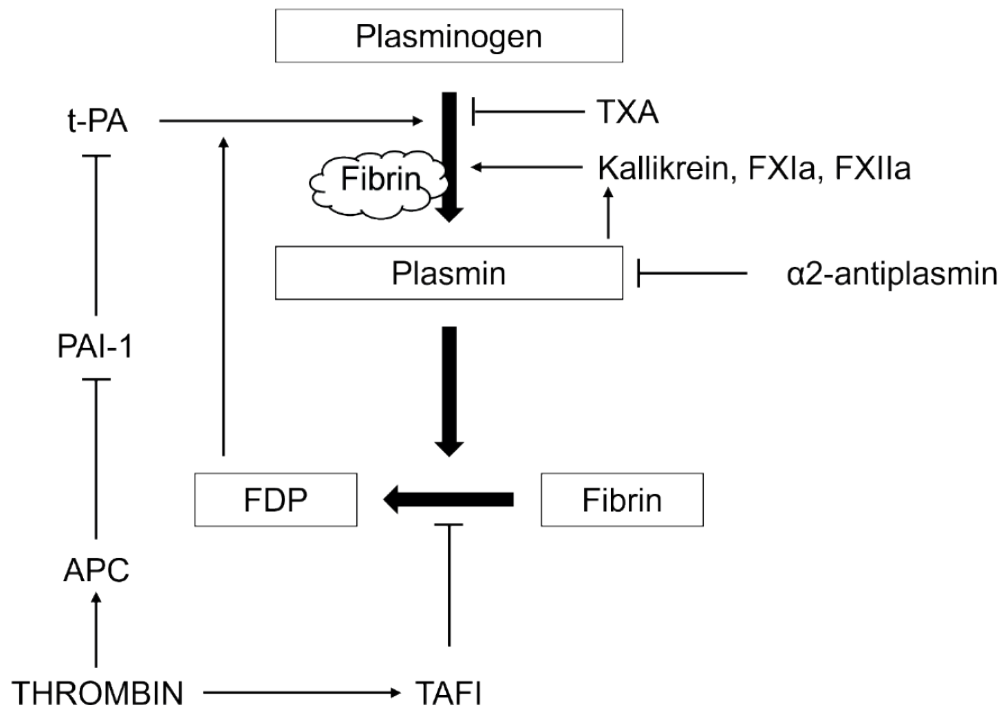 Plasminogen
t-PA
TXA
Fibrin
Kallikrein, FXIa, FXIIa
Plasmin
α2-antiplasmin
PAI-1
FDP
Fibrin
APC
THROMBIN
TAFI